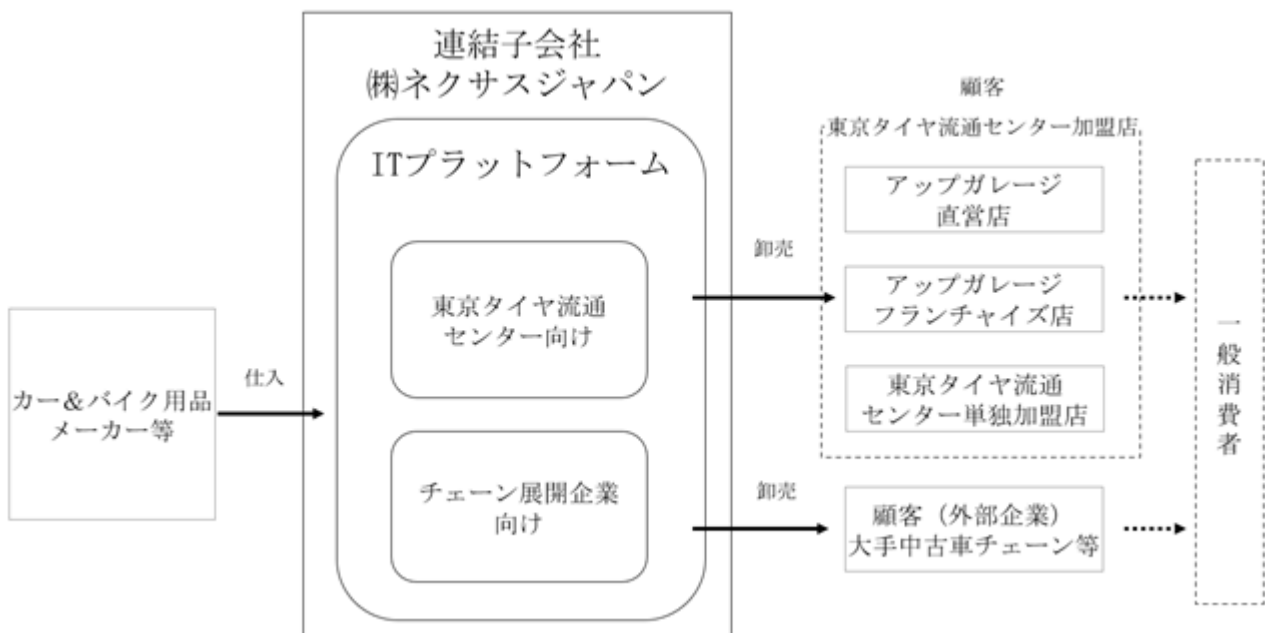 連結子会社
㈱ネクサスジャパン
ITプラットフォーム
東京タイヤ流通
センター向け
チェーン展開企業
向け
カー＆バイク用品
メーカー等
仕入
卸売
卸売
顧客
東京タイヤ流通センター加盟店
アップガレージ
直営店
アップガレージ
フランチャイズ店
東京タイヤ流通
センター単独加盟店
顧客（外部企業）
大手中古車チェーン等
一般消費者